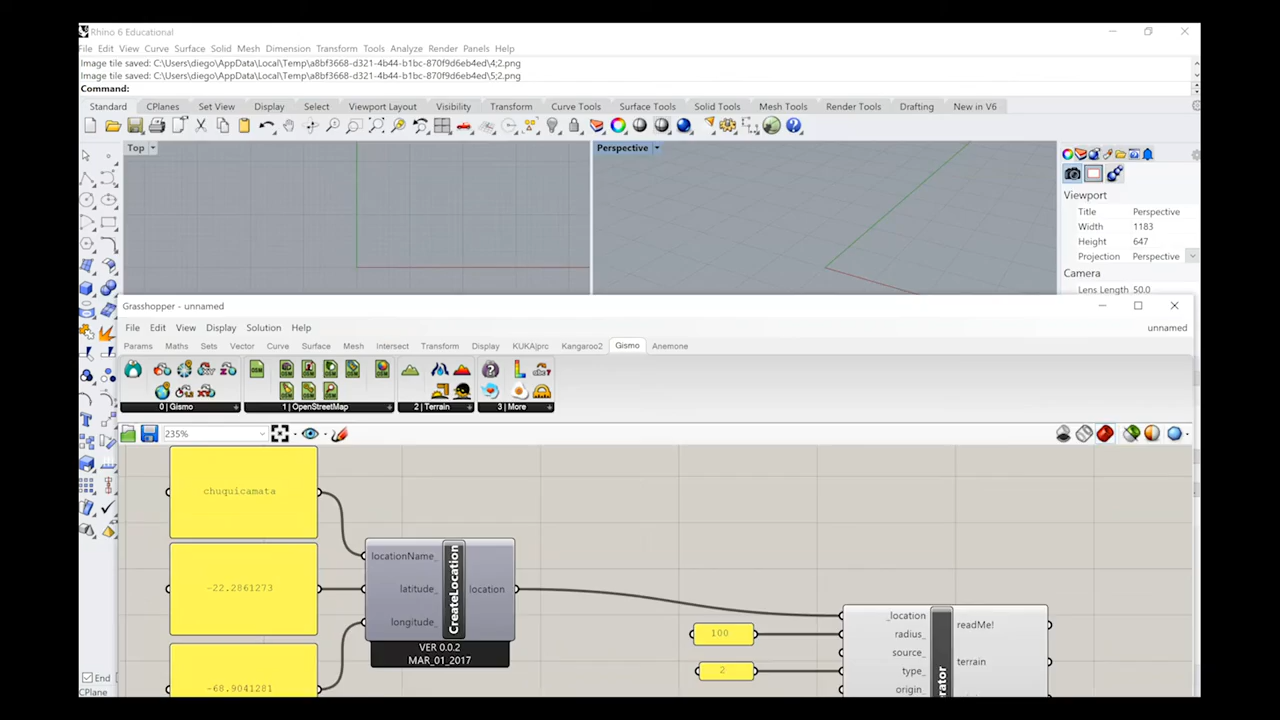 Rhino 6 Educational
File Edit View Curve Surface Solid Mesh Dimension Transform Tools Analyze Render Panels Help
Image tile saved: C:\Users\diego\AppData\Local\Temp\a8bf3668-d321-4b44-b1bc-870f9d6eb4ed\4;2.png
Image tile saved: C:\Users\diego\AppData\Local\Temp\a8bf3668-d321-4b44-b1bc-870f9d6eb4ed\5;2.png
Command:
Standard CPlanes Set View Display Select Viewport Layout Visibility Transform Curve Tools Surface Tools Solid Tools Mesh Tools Render Tools Drafting New in V6
Top
Perspective
Viewport
Title Perspective
Width 1183
Height 647
Projection Perspective
Camera
Lens Length 50.0
Grasshopper - unnamed
File Edit View Display Solution Help
unnamed
Params Maths Sets Vector Curve Surface Mesh Intersect Transform Display KUKA|prc Kangaroo2 Gismo Anemone
0 | Gismo
1 | OpenStreetMap
2 | Terrain
3 | More
235%
chuquicamata
-22.2861273
-68.9041281
locationName_
latitude_
longitude_
CreateLocation
location
VER 0.0.2
MAR_01_2017
100
2
_location
radius_
source_
type_
origin_
readMe!
terrain
End
CPlane